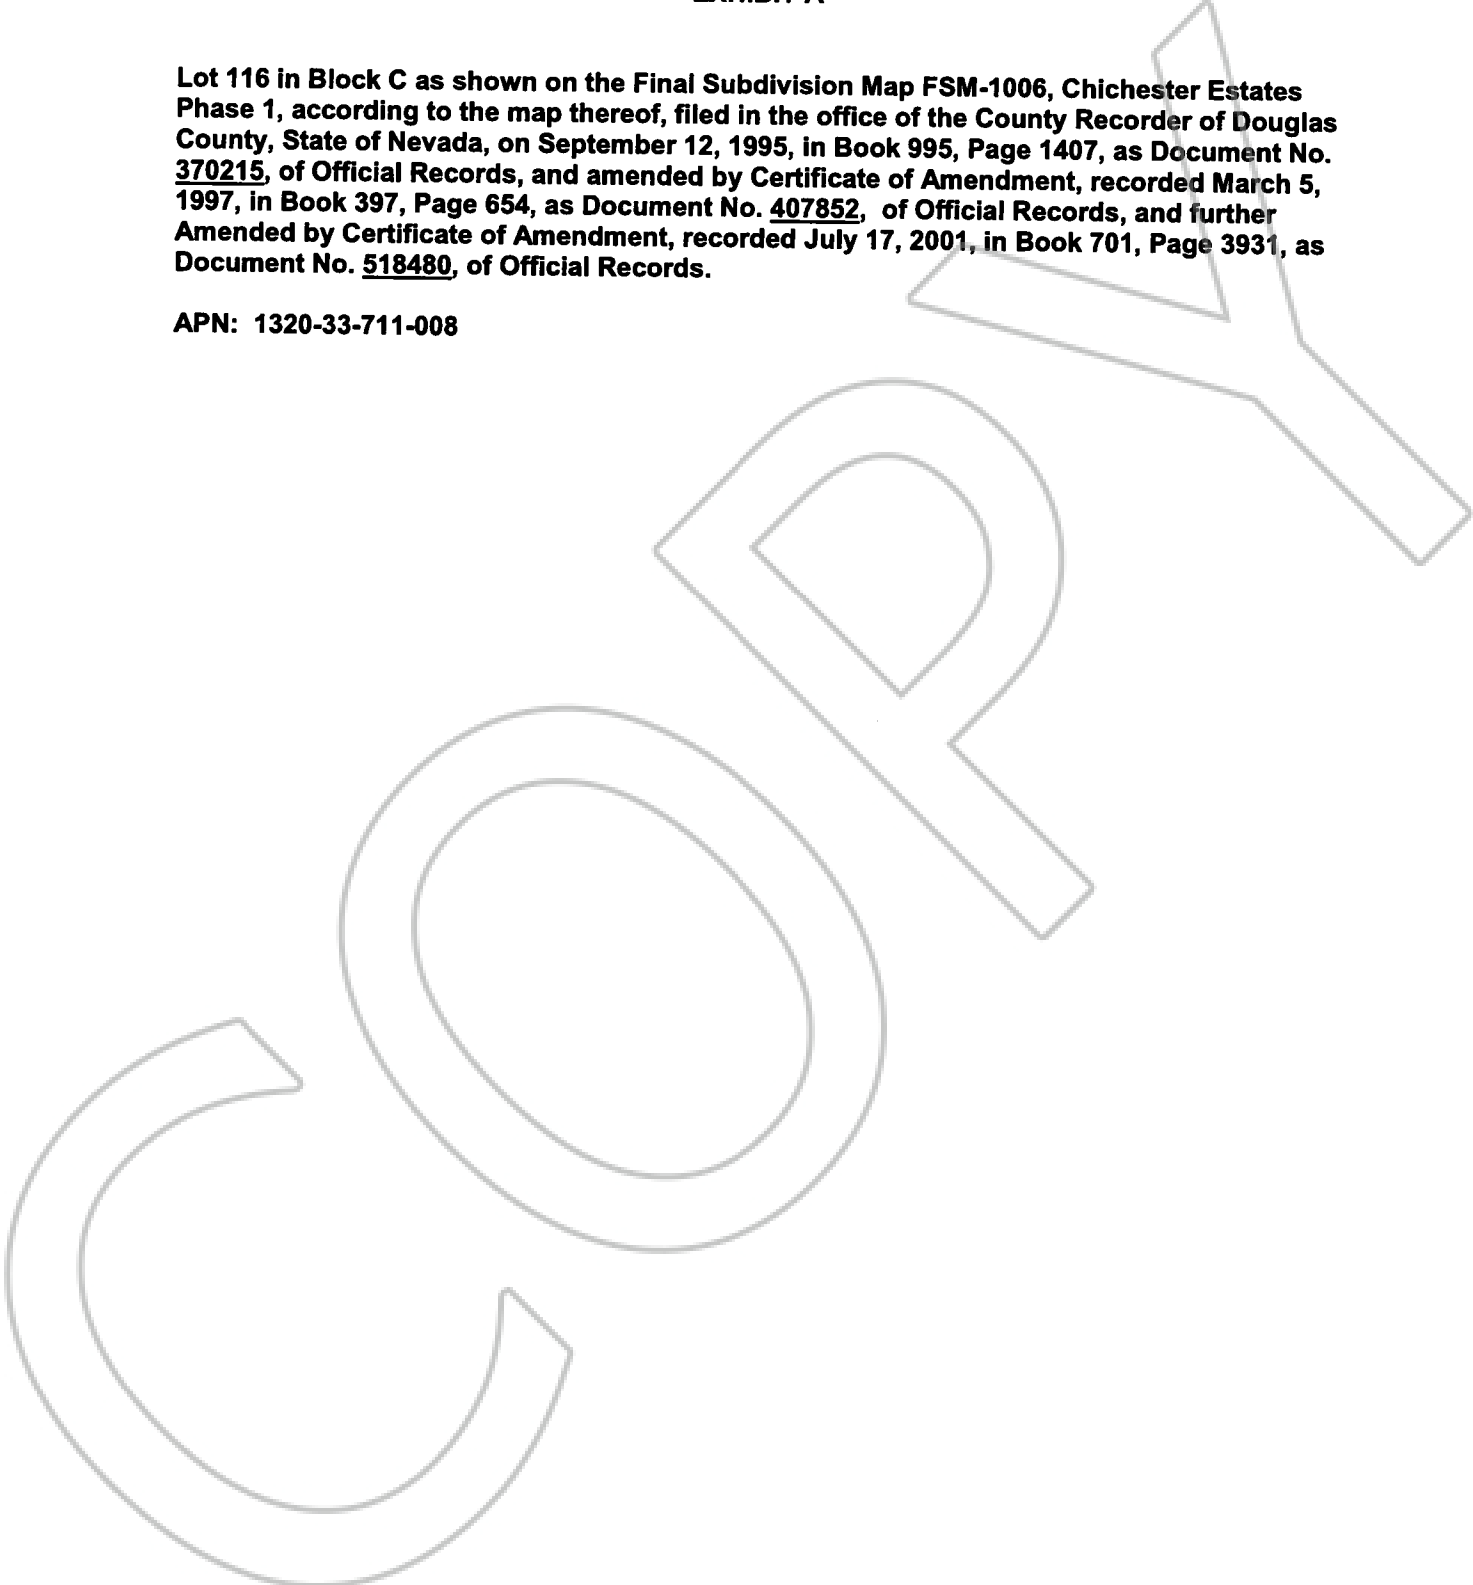 EXHIBIT A
Lot 116 in Block C as shown on the Final Subdivision Map FSM-1006, Chichester Estates
Phase 1, according to the map thereof, filed in the office of the County Recorder of Douglas
County, State of Nevada, on September 12, 1995, in Book 995, Page 1407, as Document No.
370215, of Official Records, and amended by Certificate of Amendment, recorded March 5,
1997, in Book 397, Page 654, as Document No. 407852,  of Official Records, and further
Amended by Certificate of Amendment, recorded July 17, 2001, in Book 701, Page 3931, as
Document No. 518480, of Official Records.
APN:  1320-33-711-008
COPY